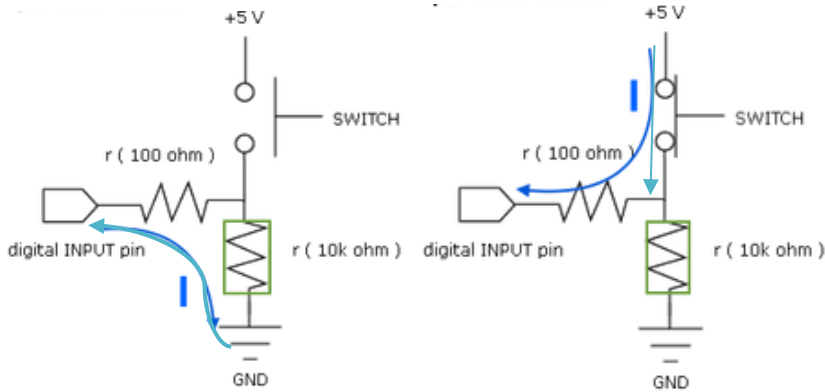 +5 V
SWITCH
r ( 100 ohm )
digital INPUT pin
r ( 10k ohm )
I
GND
+5 V
I
SWITCH
r ( 100 ohm )
digital INPUT pin
r ( 10k ohm )
GND